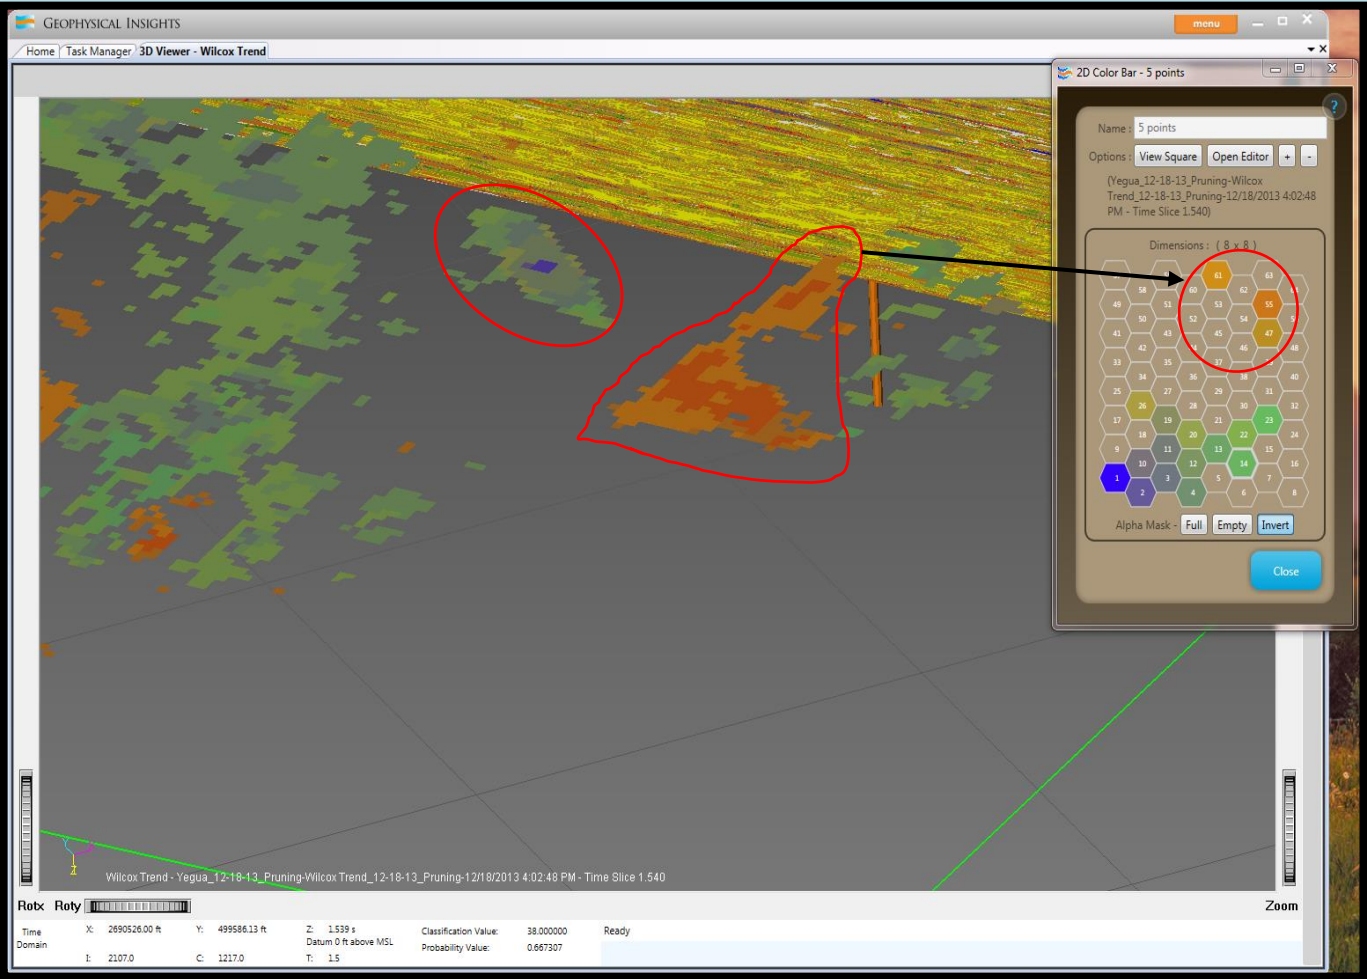 GEOPHYSICAL INSIGHTS
menu
Home Task Manager 3D Viewer - Wilcox Trend
2D Color Bar - 5 points
?
Name : 5 points
Options : View Square Open Editor + -
(Yegua_12-18-13_Pruning-Wilcox
Trend_12-18-13_Pruning-12/18/2013 4:02:48
PM - Time Slice 1.540)
Dimensions : ( 8 x 8 )
61 63
58 60 62
49 51 53 55
50 52 54
41 43 45 47
42 46 48
33 35 37
34 36 38 40
25 27 29 31
26 28 30 32
17 19 21 23
18 20 22 24
9 11 13 15
10 12 14 16
1 3 5 7
2 4 6 8
Alpha Mask - Full Empty Invert
Close
Z
Wilcox Trend - Yegua_12-18-13_Pruning-Wilcox Trend_12-18-13_Pruning-12/18/2013 4:02:48 PM - Time Slice 1.540
Rotx Roty Zoom
Time Domain
X: 2690526.00 ft Y: 499586.13 ft Z: 1.539 s Classification Value: 38.000000 Ready
Datum 0 ft above MSL Probability Value: 0.667307
I: 2107.0 C: 1217.0 T: 1.5